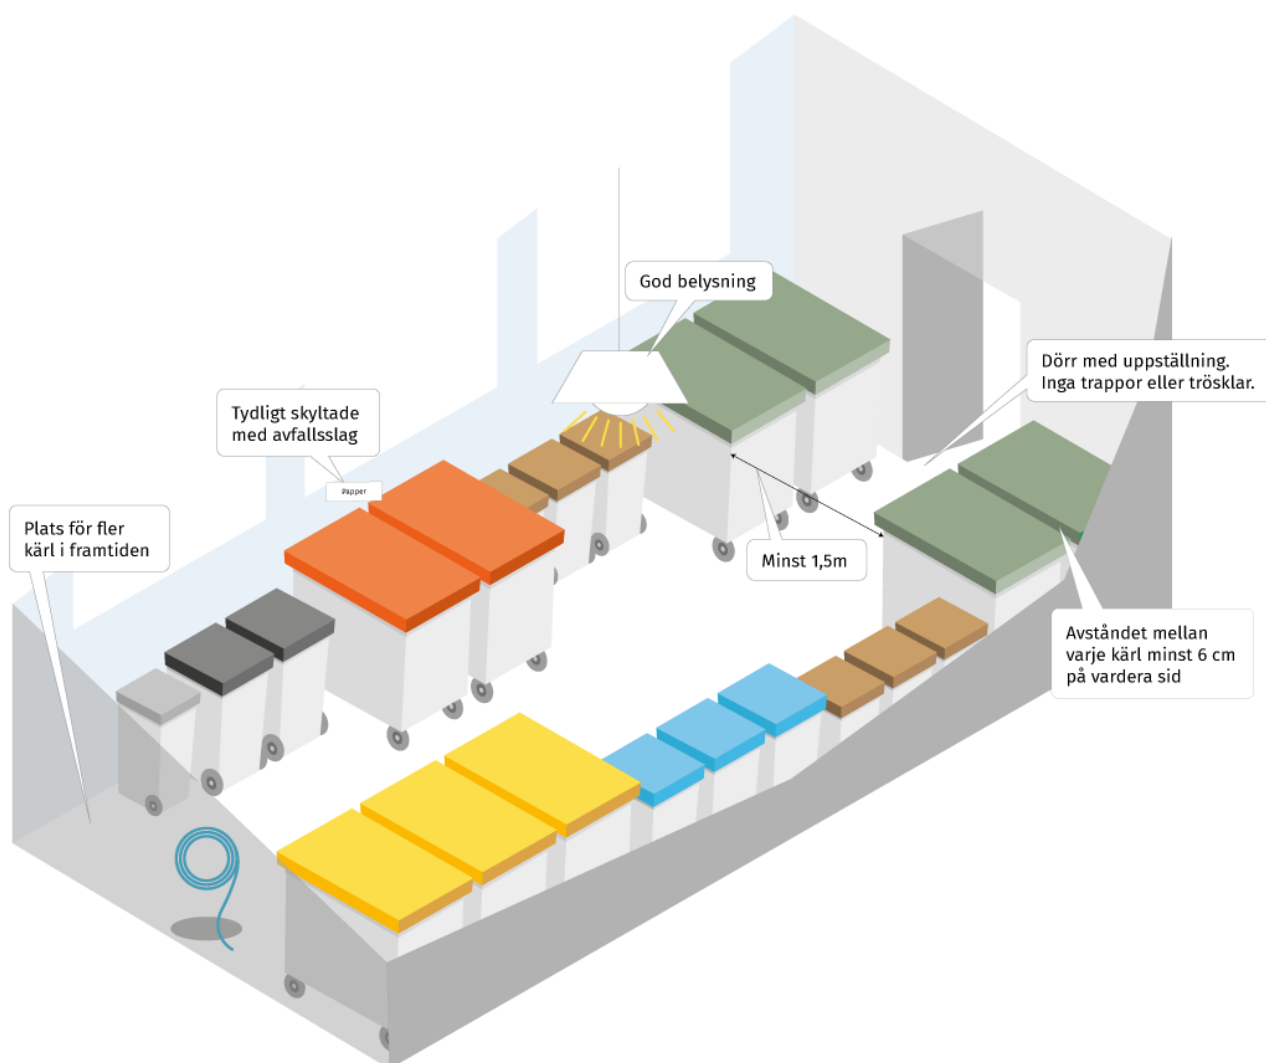 God belysning
Dörr med uppställning.
Inga trappor eller trösklar.
Tydligt skyltade
med avfallsslag
Papper
Plats för fler
kärl i framtiden
Minst 1,5m
Avståndet mellan
varje kärl minst 6 cm
på vardera sid